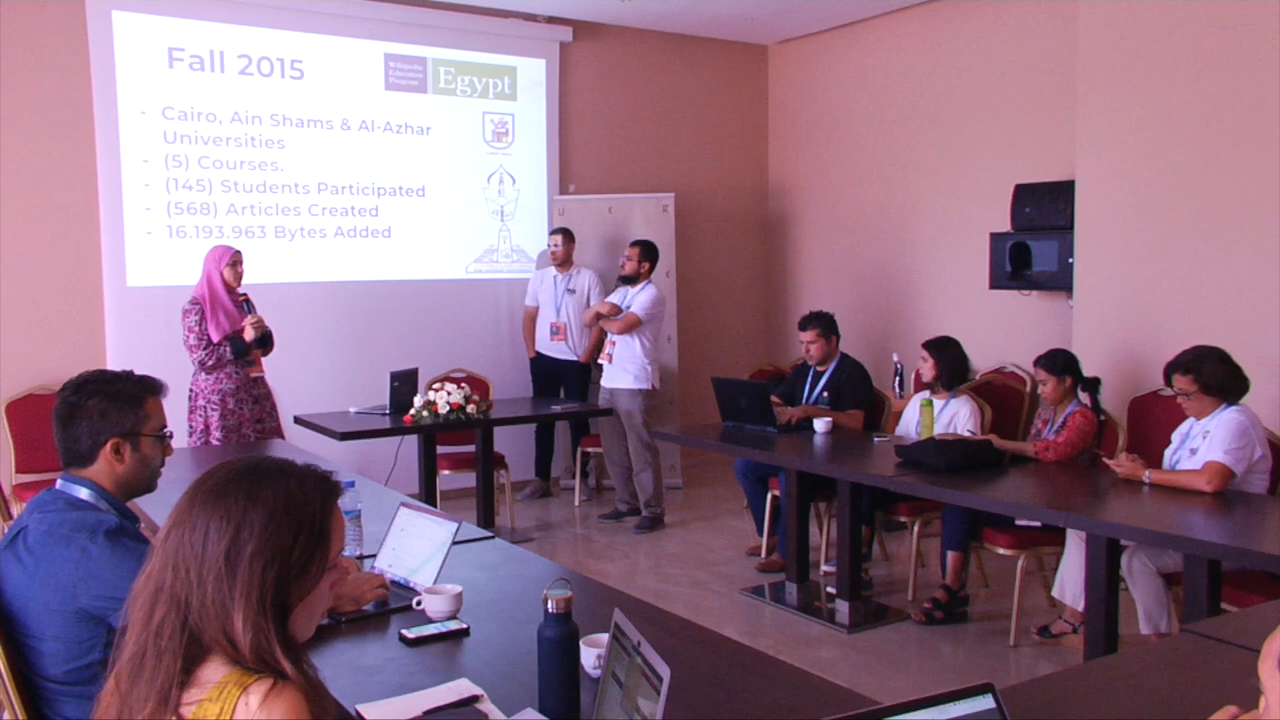 Fall 2015
Wikipedia
Education
Program
Egypt
- Cairo, Ain Shams & Al-Azhar
Universities
- (5) Courses.
- (145) Students Participated
- (568) Articles Created
- 16.193.963 Bytes Added
U E R